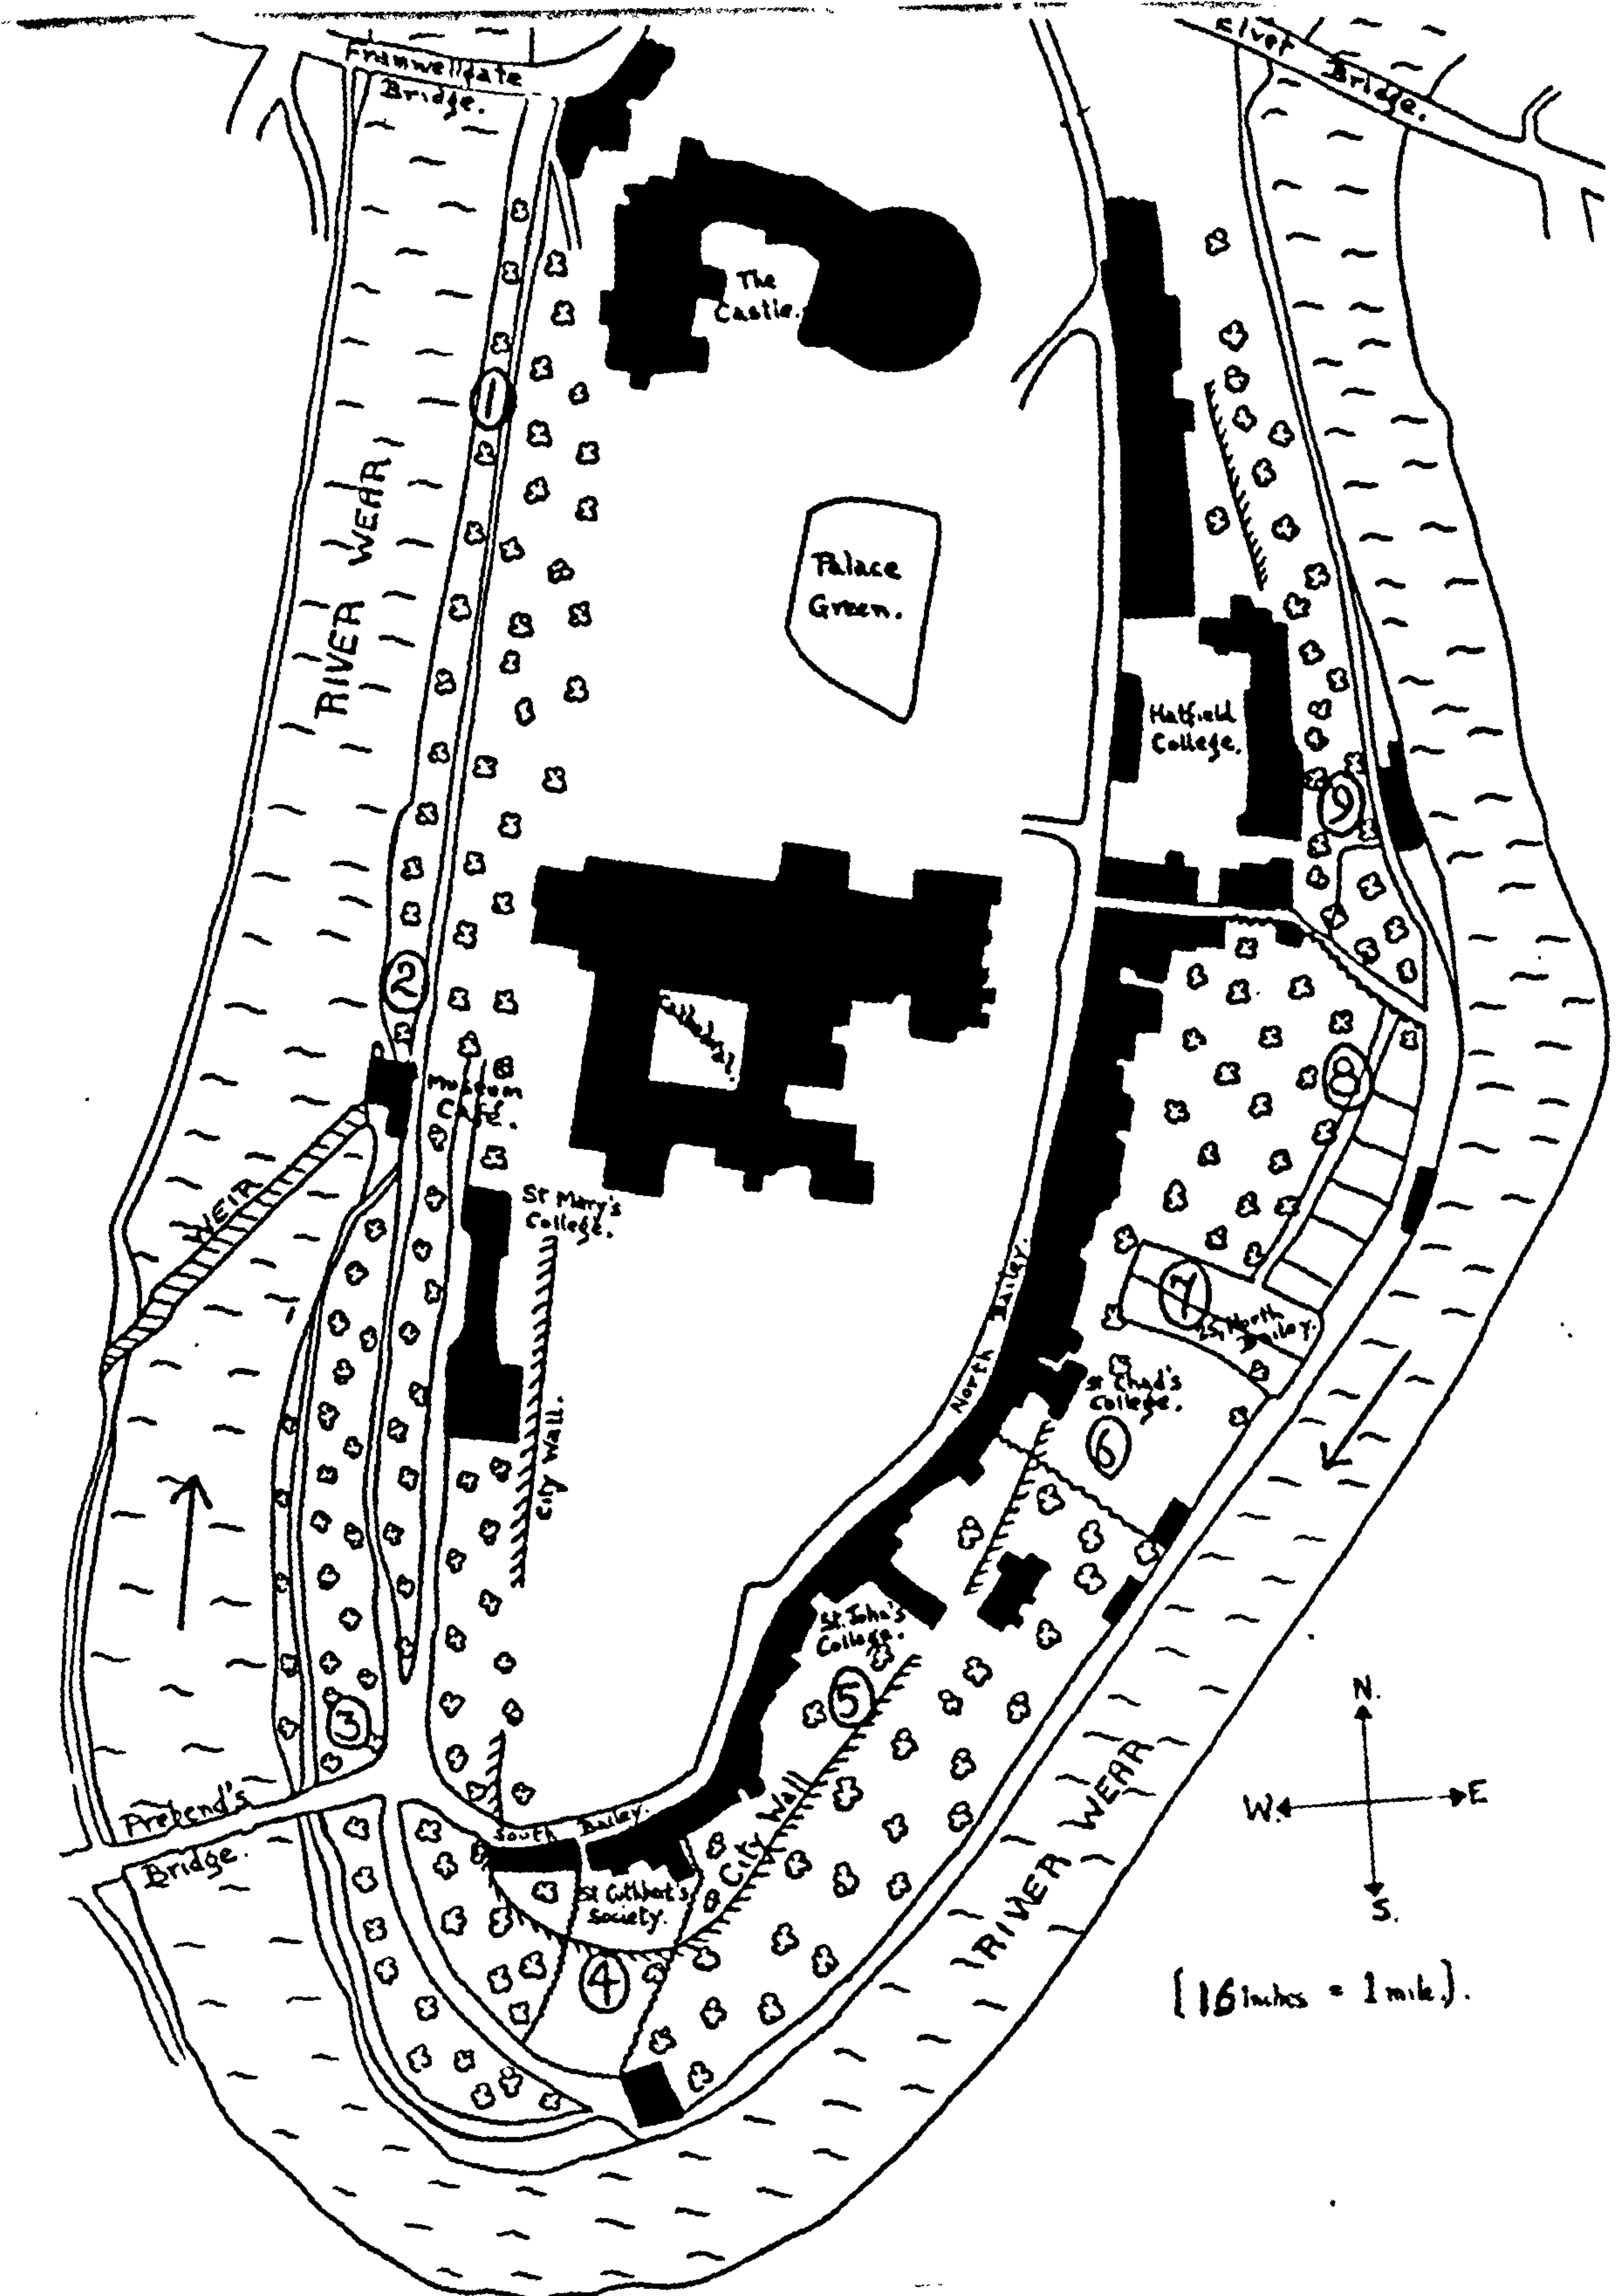 Framwellgate
Bridge.
Elvet
Bridge.
The
Castle.
1
RIVER WEAR,
Palace
Green.
Hatfield
College.
9
2
Cathedral.
Museum
Café.
8
WEIR
St Mary's
College.
North Bailey.
7
North
Bailey.
St Chad's
College.
6
City Wall.
St. John's
College.
5
3
N.
W. E
S.
Prebend's
Bridge.
South Bailey.
City Wall
St Cuthbert's
Society.
4
RIVER WEAR
(16 inches = 1 mile.).